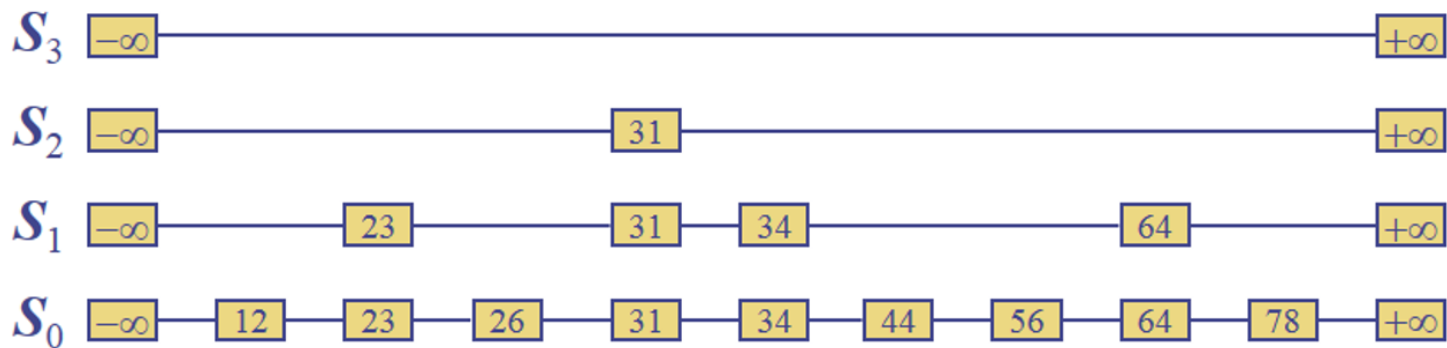 S3 −∞ +∞
S2 −∞ 31 +∞
S1 −∞ 23 31 34 64 +∞
S0 −∞ 12 23 26 31 34 44 56 64 78 +∞